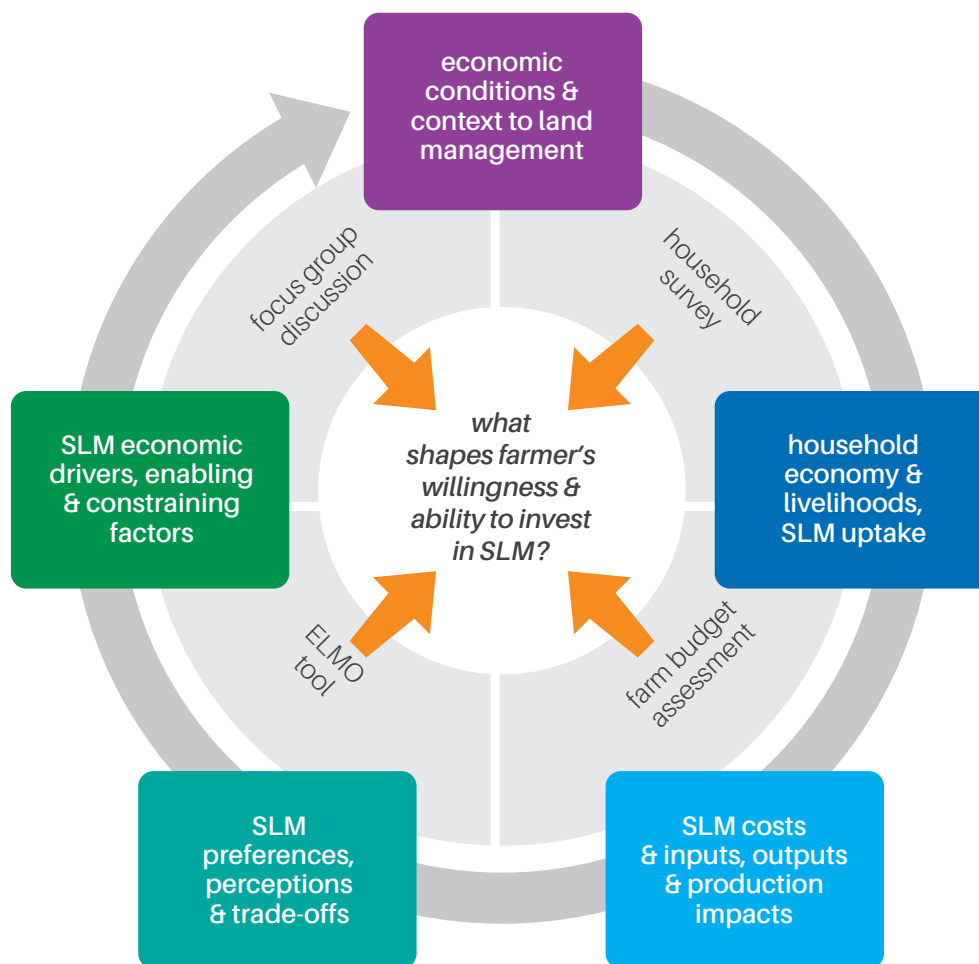 economic
conditions &
context to land
management
focus group
discussion
household
survey
what
shapes farmer's
willingness &
ability to invest
in SLM?
SLM economic
drivers, enabling
& constraining
factors
household
economy &
livelihoods,
SLM uptake
ELMO
tool
farm budget
assessment
SLM
preferences,
perceptions
& trade-offs
SLM costs
& inputs, outputs
& production
impacts